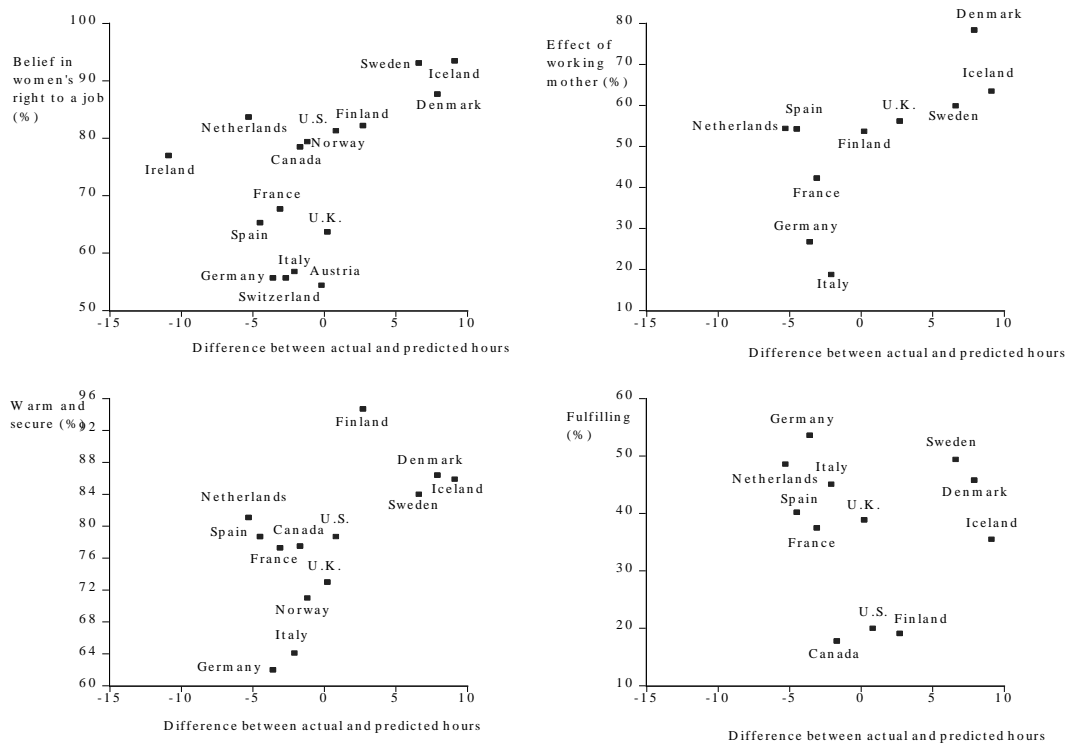 100
Belief in
women's
right to a job
(%)
90
80
70
60
50
Sweden
Iceland
Denmark
Netherlands
U.S.
Finland
Norway
Canada
Ireland
France
Spain
U.K.
Italy
Germany
Austria
Switzerland
-15 -10 -5 0 5 10
Difference between actual and predicted hours
80
Effect of
working
mother (%)
70
60
50
40
30
20
10
Denmark
Iceland
Spain
U.K.
Netherlands
Sweden
Finland
France
Germany
Italy
-15 -10 -5 0 5 10
Difference between actual and predicted hours
96
Warm and
secure (%)
92
88
84
80
76
72
68
64
60
Finland
Denmark
Iceland
Netherlands
Sweden
U.S.
Spain
Canada
France
U.K.
Norway
Italy
Germany
-15 -10 -5 0 5 10
Difference between actual and predicted hours
60
Fulfilling
(%)
50
40
30
20
10
Germany
Sweden
Netherlands
Italy
Denmark
Spain
U.K.
Iceland
France
U.S.
Finland
Canada
-15 -10 -5 0 5 10
Difference between actual and predicted hours